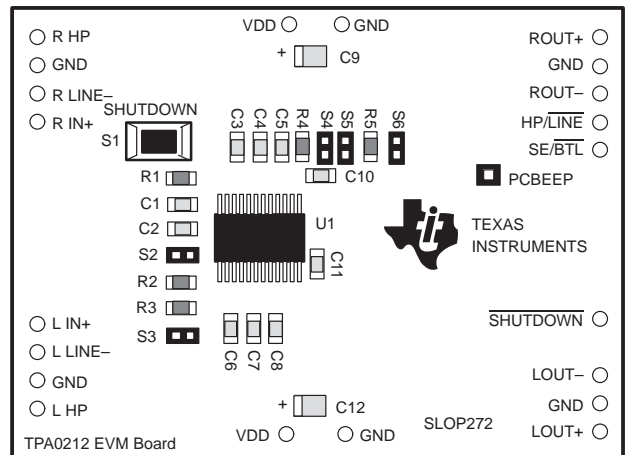 VDD GND
R HP
GND
R LINE–
R IN+
+ C9
ROUT+
GND
ROUT–
HP/LINE
SE/BTL
SHUTDOWN
S1
C3 C4 C5 R4 S4 S5 R5 S6
C10
PCBEEP
R1
C1
C2
S2
R2
R3
S3
U1
C11
TEXAS
INSTRUMENTS
L IN+
L LINE–
GND
L HP
C6 C7 C8
SHUTDOWN
LOUT–
GND
LOUT+
+ C12
SLOP272
TPA0212 EVM Board
VDD GND